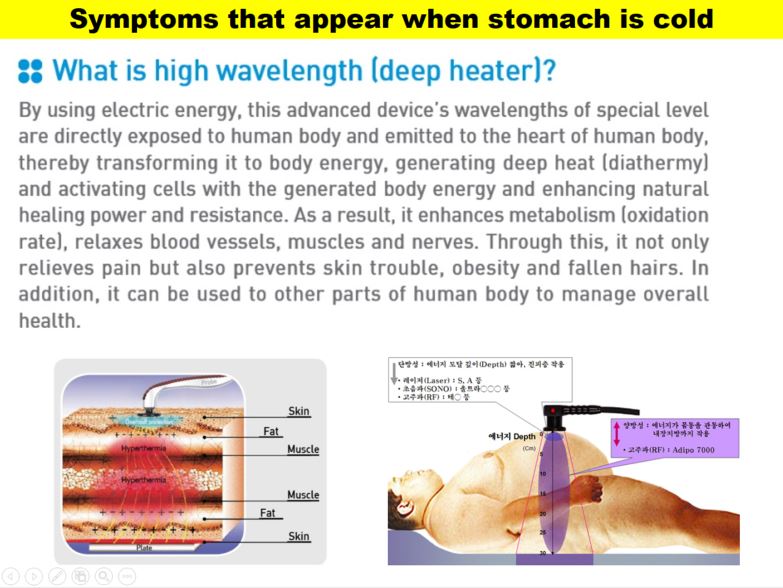 Symptoms that appear when stomach is cold
What is high wavelength (deep heater)?
By using electric energy, this advanced device's wavelengths of special level
are directly exposed to human body and emitted to the heart of human body,
thereby transforming it to body energy, generating deep heat (diathermy)
and activating cells with the generated body energy and enhancing natural
healing power and resistance. As a result, it enhances metabolism (oxidation
rate), relaxes blood vessels, muscles and nerves. Through this, it not only
relieves pain but also prevents skin trouble, obesity and fallen hairs. In
addition, it can be used to other parts of human body to manage overall
health.
Probe
Overheat protection
Hyperthermia
Hyperthermia
Plate
Skin
Fat
Muscle
Muscle
Fat
Skin
단방성 : 에너지 도달 깊이(Depth) 짧아, 진피층 작용
• 레이저(Laser) : S, A 등
• 초음파(SONO) : 울트라○○○ 등
• 고주파(RF) : 테○ 등
에너지 Depth
(Cm)
0
5
10
15
20
25
30
양방성 : 에너지가 몸통을 관통하여
내장지방까지 작용
• 고주파(RF) : Adipo 7000